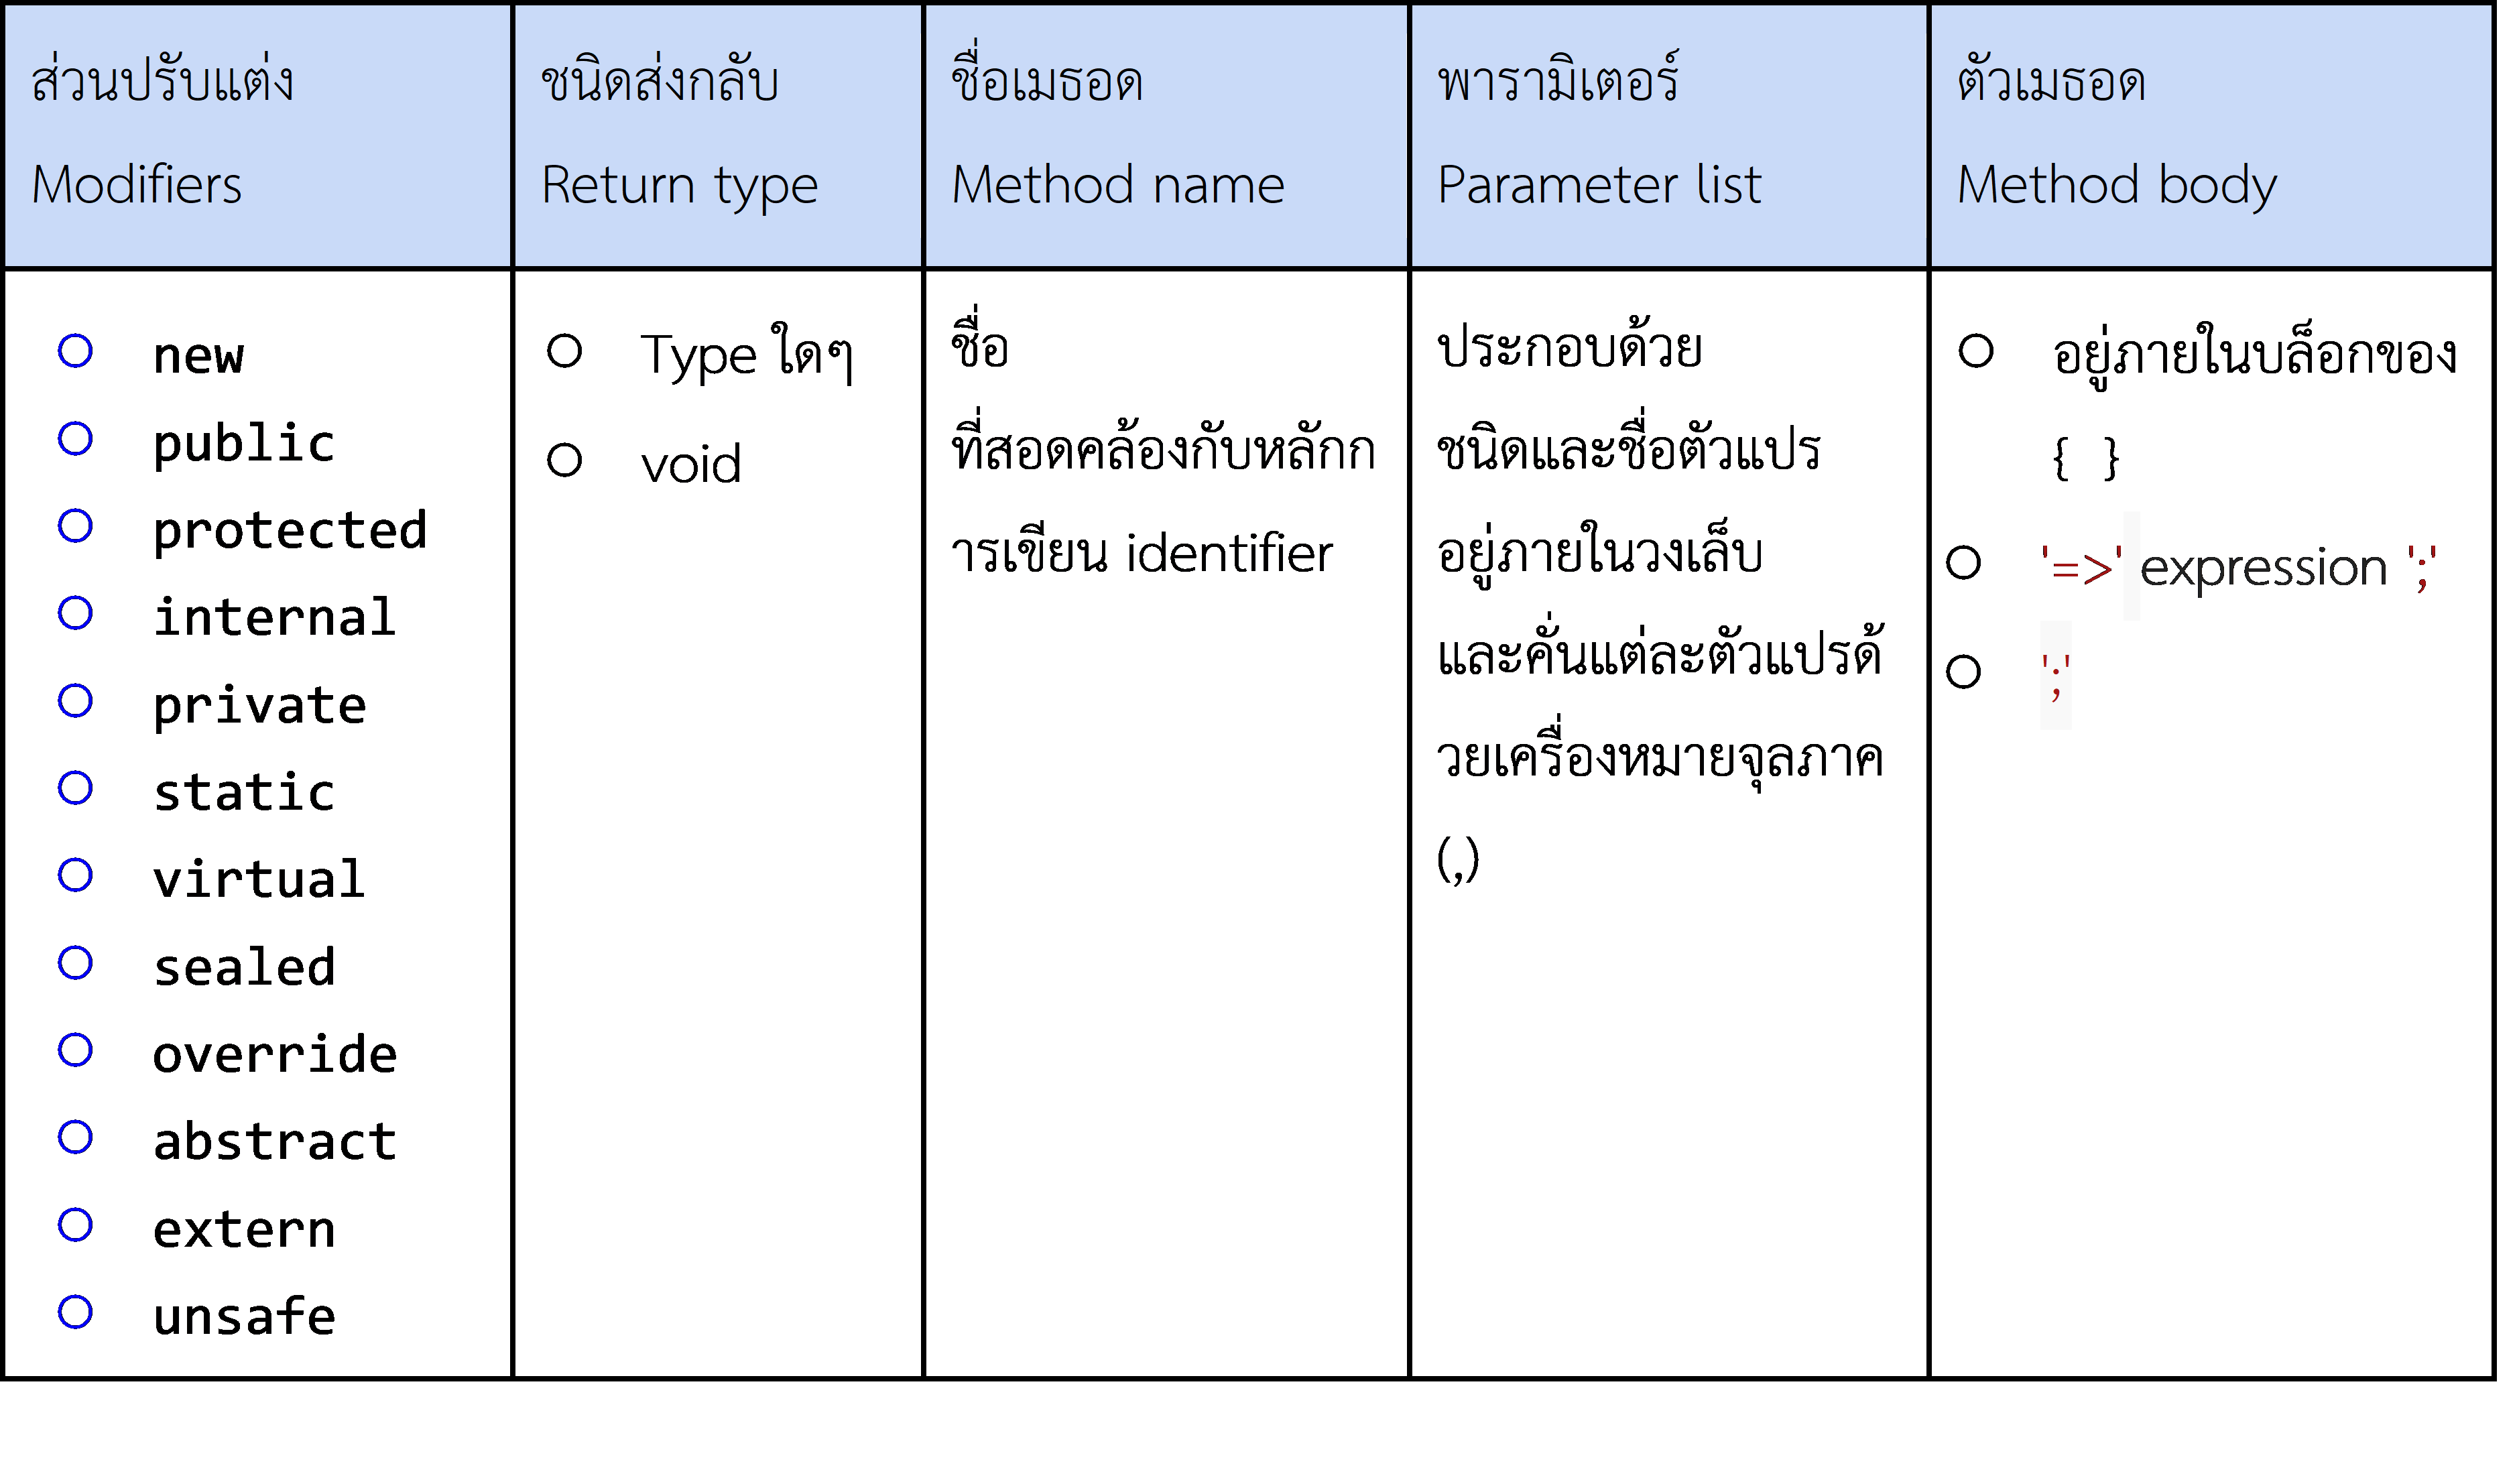 ส่วนปรับแต่ง
Modifiers
ชนิดส่งกลับ
Return type
ชื่อเมธอด
Method name
พารามิเตอร์
Parameter list
ตัวเมธอด
Method body
new
public
protected
internal
private
static
virtual
sealed
override
abstract
extern
unsafe
Type ใดๆ
void
ชื่อ
ที่สอดคล้องกับหลักก
ารเขียน identifier
ประกอบด้วย
ชนิดและชื่อตัวแปร
อยู่ภายในวงเล็บ
และคั่นแต่ละตัวแปรด้
วยเครื่องหมายจุลภาค
(,)
อยู่ภายในบล็อกของ
{ }
'=>' expression ';'
';'